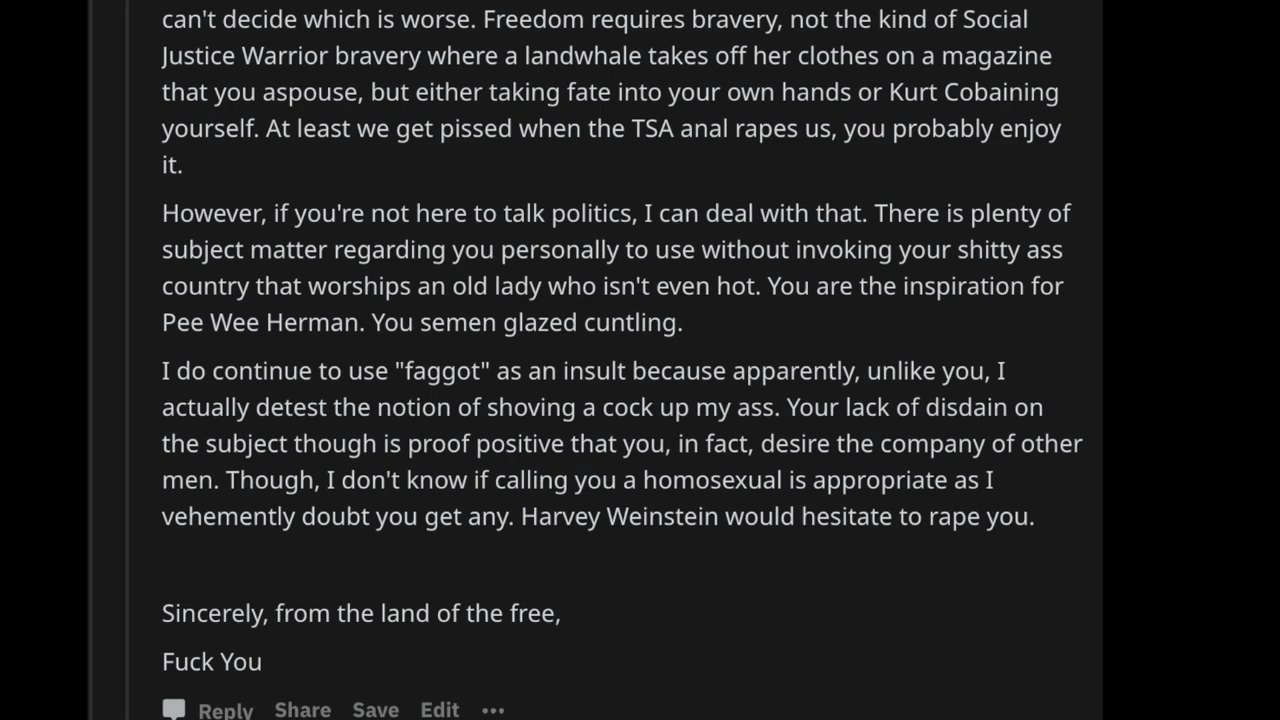 can't decide which is worse. Freedom requires bravery, not the kind of Social
Justice Warrior bravery where a landwhale takes off her clothes on a magazine
that you aspouse, but either taking fate into your own hands or Kurt Cobaining
yourself. At least we get pissed when the TSA anal rapes us, you probably enjoy
it.
However, if you're not here to talk politics, I can deal with that. There is plenty of
subject matter regarding you personally to use without invoking your shitty ass
country that worships an old lady who isn't even hot. You are the inspiration for
Pee Wee Herman. You semen glazed cuntling.
I do continue to use "faggot" as an insult because apparently, unlike you, I
actually detest the notion of shoving a cock up my ass. Your lack of disdain on
the subject though is proof positive that you, in fact, desire the company of other
men. Though, I don't know if calling you a homosexual is appropriate as I
vehemently doubt you get any. Harvey Weinstein would hesitate to rape you.
Sincerely, from the land of the free,
Fuck You
Reply Share Save Edit •••